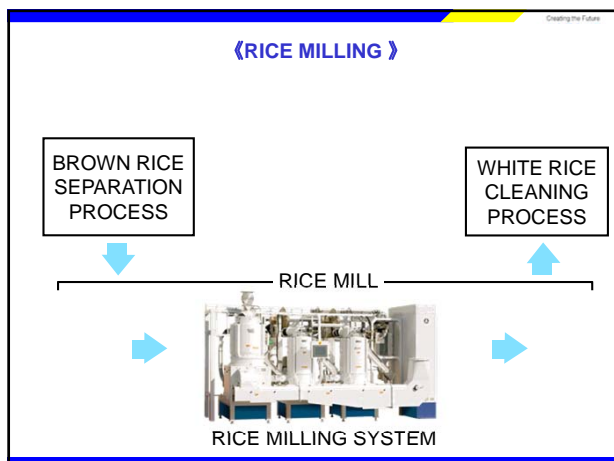 Creating the Future
《RICE MILLING 》
BROWN RICE
SEPARATION
PROCESS
WHITE RICE
CLEANING
PROCESS
RICE MILL
RICE MILLING SYSTEM